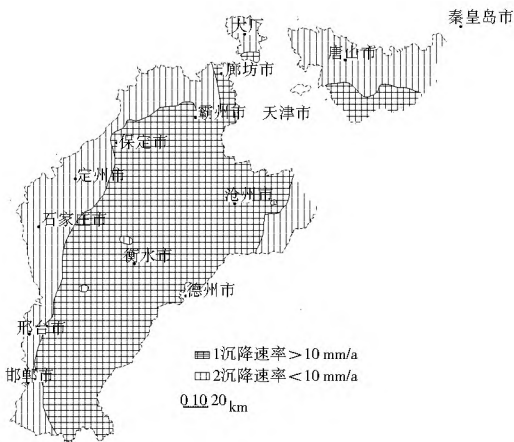 秦皇岛市
大厂
唐山市
廊坊市
霸州市
天津市
保定市
定州市
沧州市
石家庄市
衡水市
德州市
邢台市
1沉降速率>10 mm/a
邯郸市
2沉降速率<10 mm/a
0 10 20 km